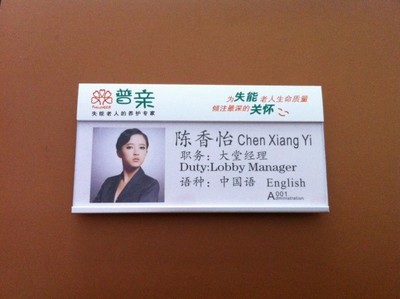 普亲
PALMNER
失能老人的养护专家
为失能老人生命质量
倾注最深的关怀
陈香怡 Chen Xiang Yi
职务：大堂经理
Duty:Lobby Manager
语种：中国语 English
A001
administration